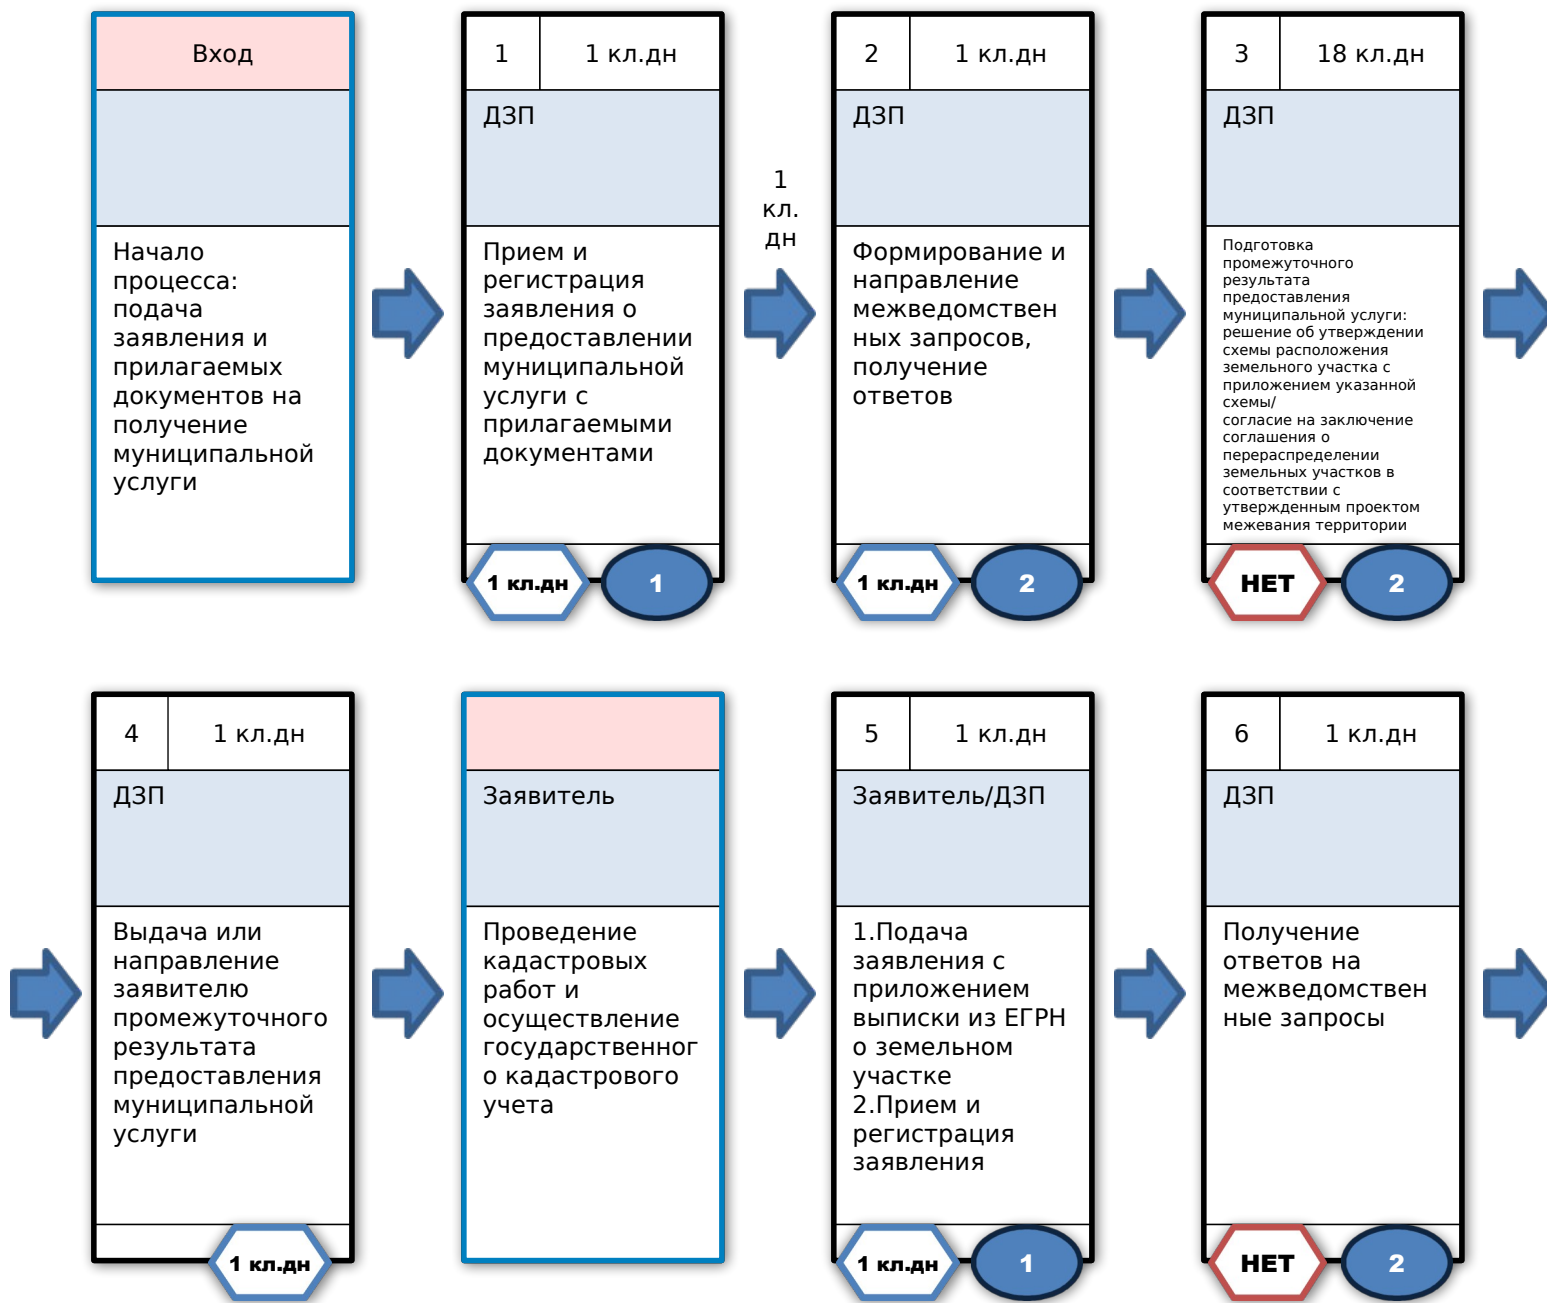 Вход
Начало
процесса:
подача
заявления и
прилагаемых
документов на
получение
муниципальной
услуги
1
1 кл.дн
ДЗП
Прием и
регистрация
заявления о
предоставлении
муниципальной
услуги с
прилагаемыми
документами
1 кл.дн
1
1
кл.
дн
2
1 кл.дн
ДЗП
Формирование и
направление
межведомствен
ных запросов,
получение
ответов
1 кл.дн
2
3
18 кл.дн
ДЗП
Подготовка
промежуточного
результата
предоставления
муниципальной услуги:
решение об утверждении
схемы расположения
земельного участка с
приложением указанной
схемы/
согласие на заключение
соглашения о
перераспределении
земельных участков в
соответствии с
утвержденным проектом
межевания территории
НЕТ
2
4
1 кл.дн
ДЗП
Выдача или
направление
заявителю
промежуточного
результата
предоставления
муниципальной
услуги
1 кл.дн
Заявитель
Проведение
кадастровых
работ и
осуществление
государственног
о кадастрового
учета
5
1 кл.дн
Заявитель/ДЗП
1.Подача
заявления с
приложением
выписки из ЕГРН
о земельном
участке
2.Прием и
регистрация
заявления
1 кл.дн
1
6
1 кл.дн
ДЗП
Получение
ответов на
межведомствен
ные запросы
НЕТ
2